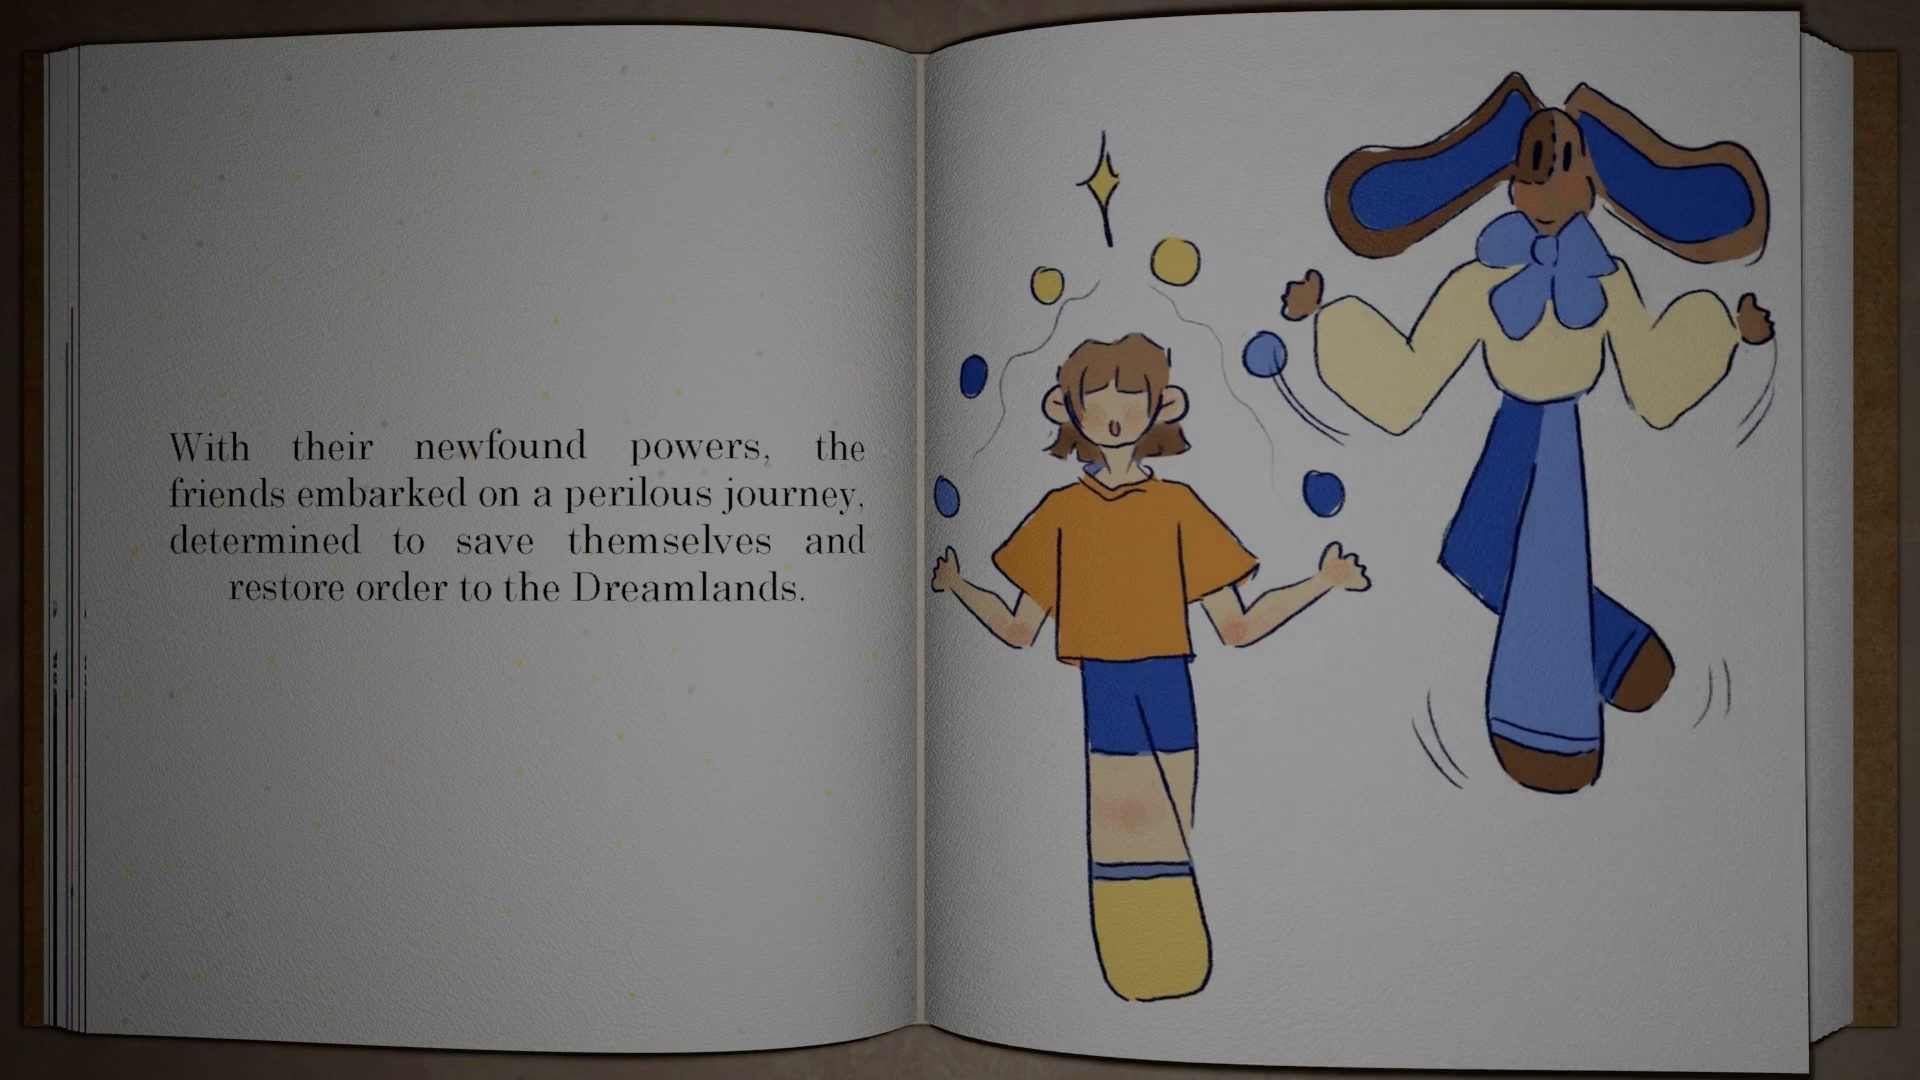 With their newfound powers, the
friends embarked on a perilous journey,
determined to save themselves and
restore order to the Dreamlands.